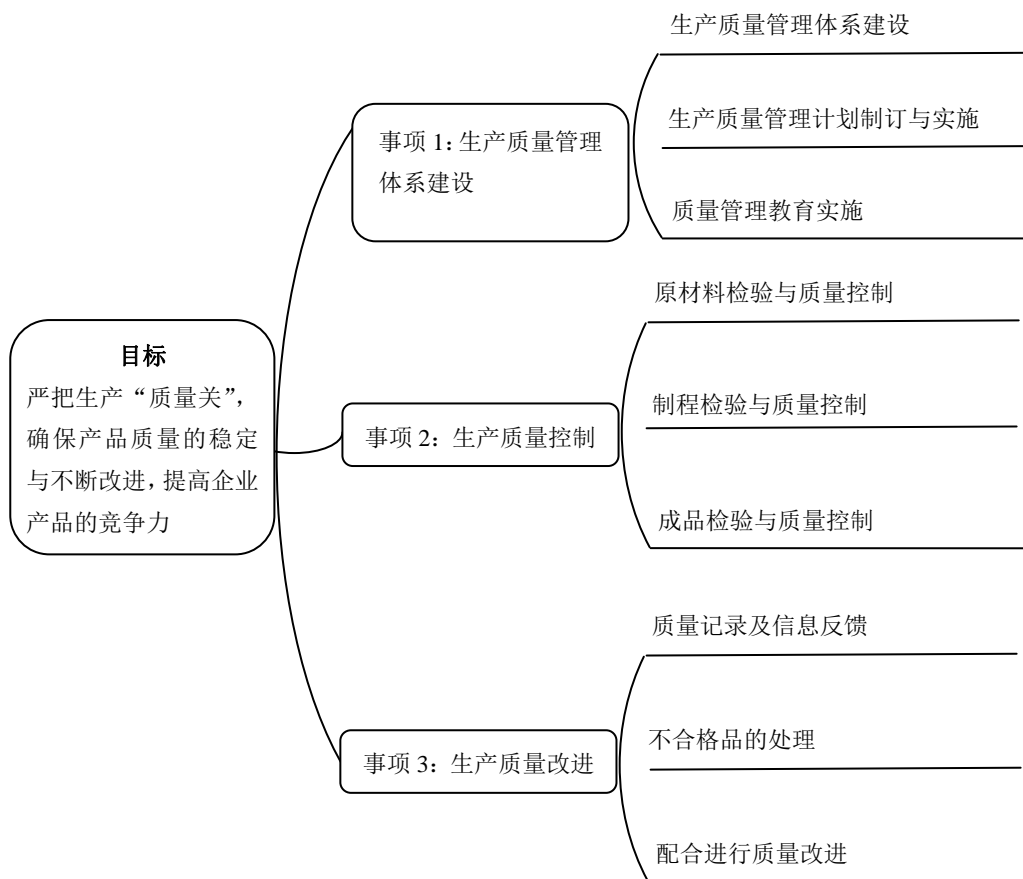 目标
严把生产“质量关”，
确保产品质量的稳定
与不断改进，提高企业
产品的竞争力
事项 1：生产质量管理
体系建设
生产质量管理体系建设
生产质量管理计划制订与实施
质量管理教育实施
事项 2：生产质量控制
原材料检验与质量控制
制程检验与质量控制
成品检验与质量控制
事项 3：生产质量改进
质量记录及信息反馈
不合格品的处理
配合进行质量改进